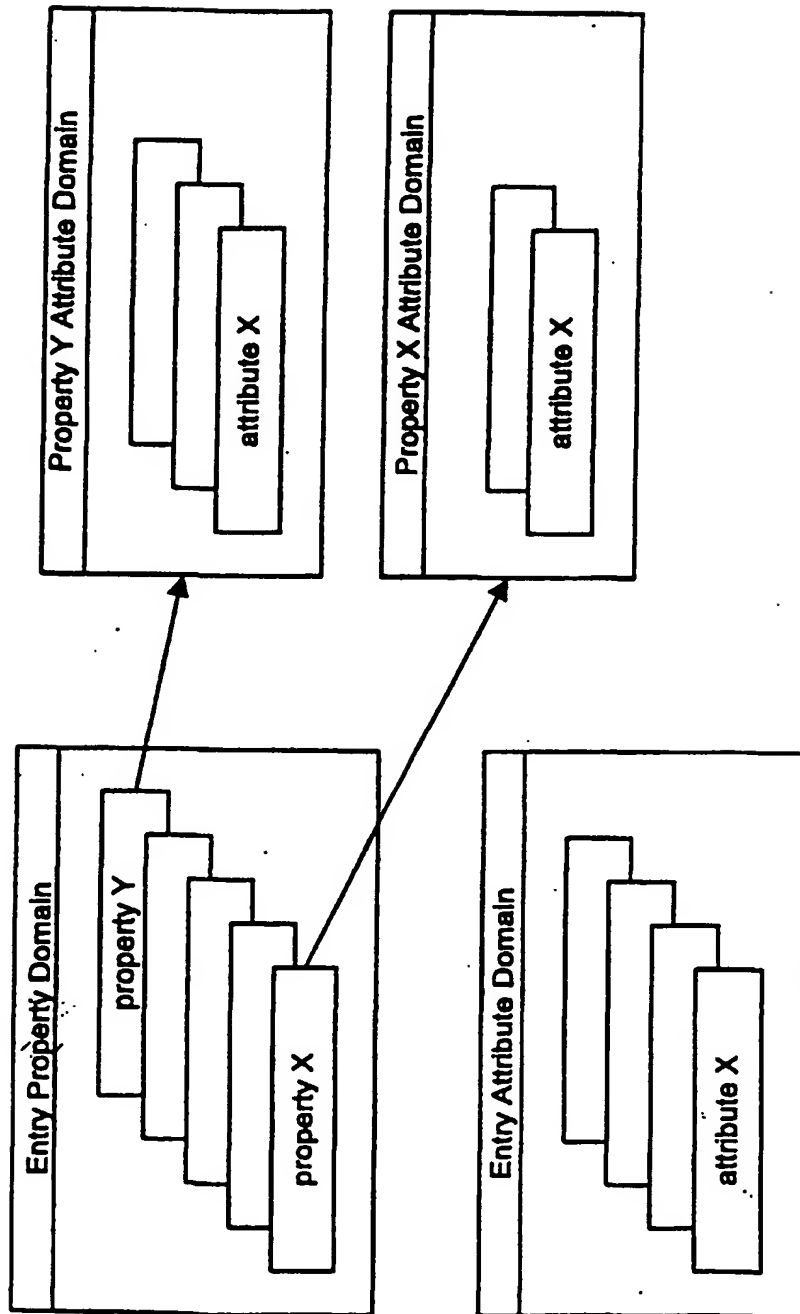 Entry Property Domain
property Y
property X
Property Y Attribute Domain
attribute X
Entry Attribute Domain
attribute X
Property X Attribute Domain
attribute X